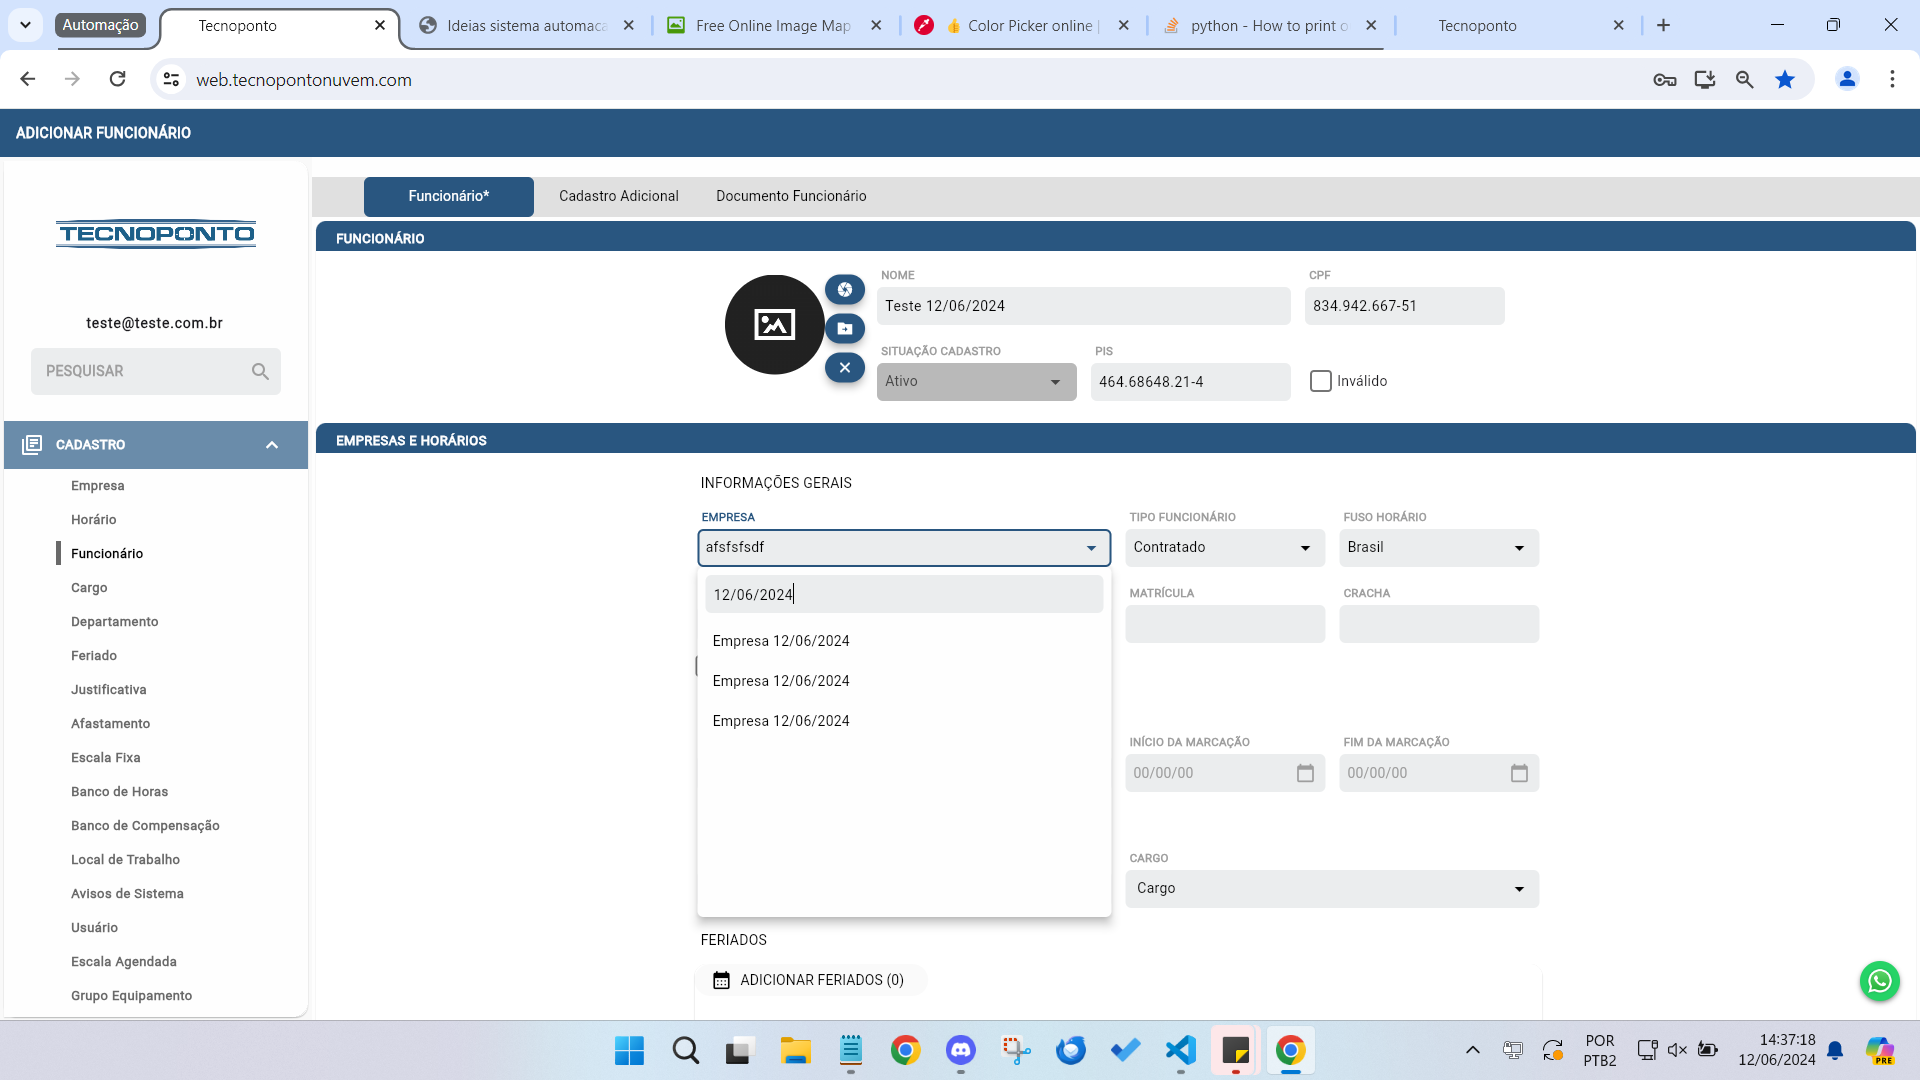 Automação
Tecnoponto
Ideias sistema automaca
Free Online Image Map
👍 Color Picker online |
python - How to print o
Tecnoponto
web.tecnopontonuvem.com
ADICIONAR FUNCIONÁRIO
TECNOPONTO
teste@teste.com.br
PESQUISAR
CADASTRO
Empresa
Horário
Funcionário
Cargo
Departamento
Feriado
Justificativa
Afastamento
Escala Fixa
Banco de Horas
Banco de Compensação
Local de Trabalho
Avisos de Sistema
Usuário
Escala Agendada
Grupo Equipamento
Funcionário*
Cadastro Adicional
Documento Funcionário
FUNCIONÁRIO
NOME
CPF
Teste 12/06/2024
834.942.667-51
SITUAÇÃO CADASTRO
PIS
Ativo
464.68648.21-4
Inválido
EMPRESAS E HORÁRIOS
INFORMAÇÕES GERAIS
EMPRESA
TIPO FUNCIONÁRIO
FUSO HORÁRIO
afsfsfsdf
Contratado
Brasil
12/06/2024
Empresa 12/06/2024
Empresa 12/06/2024
Empresa 12/06/2024
MATRÍCULA
CRACHA
INÍCIO DA MARCAÇÃO
FIM DA MARCAÇÃO
00/00/00
00/00/00
CARGO
Cargo
FERIADOS
ADICIONAR FERIADOS (0)
POR
PTB2
14:37:18
12/06/2024
PRE